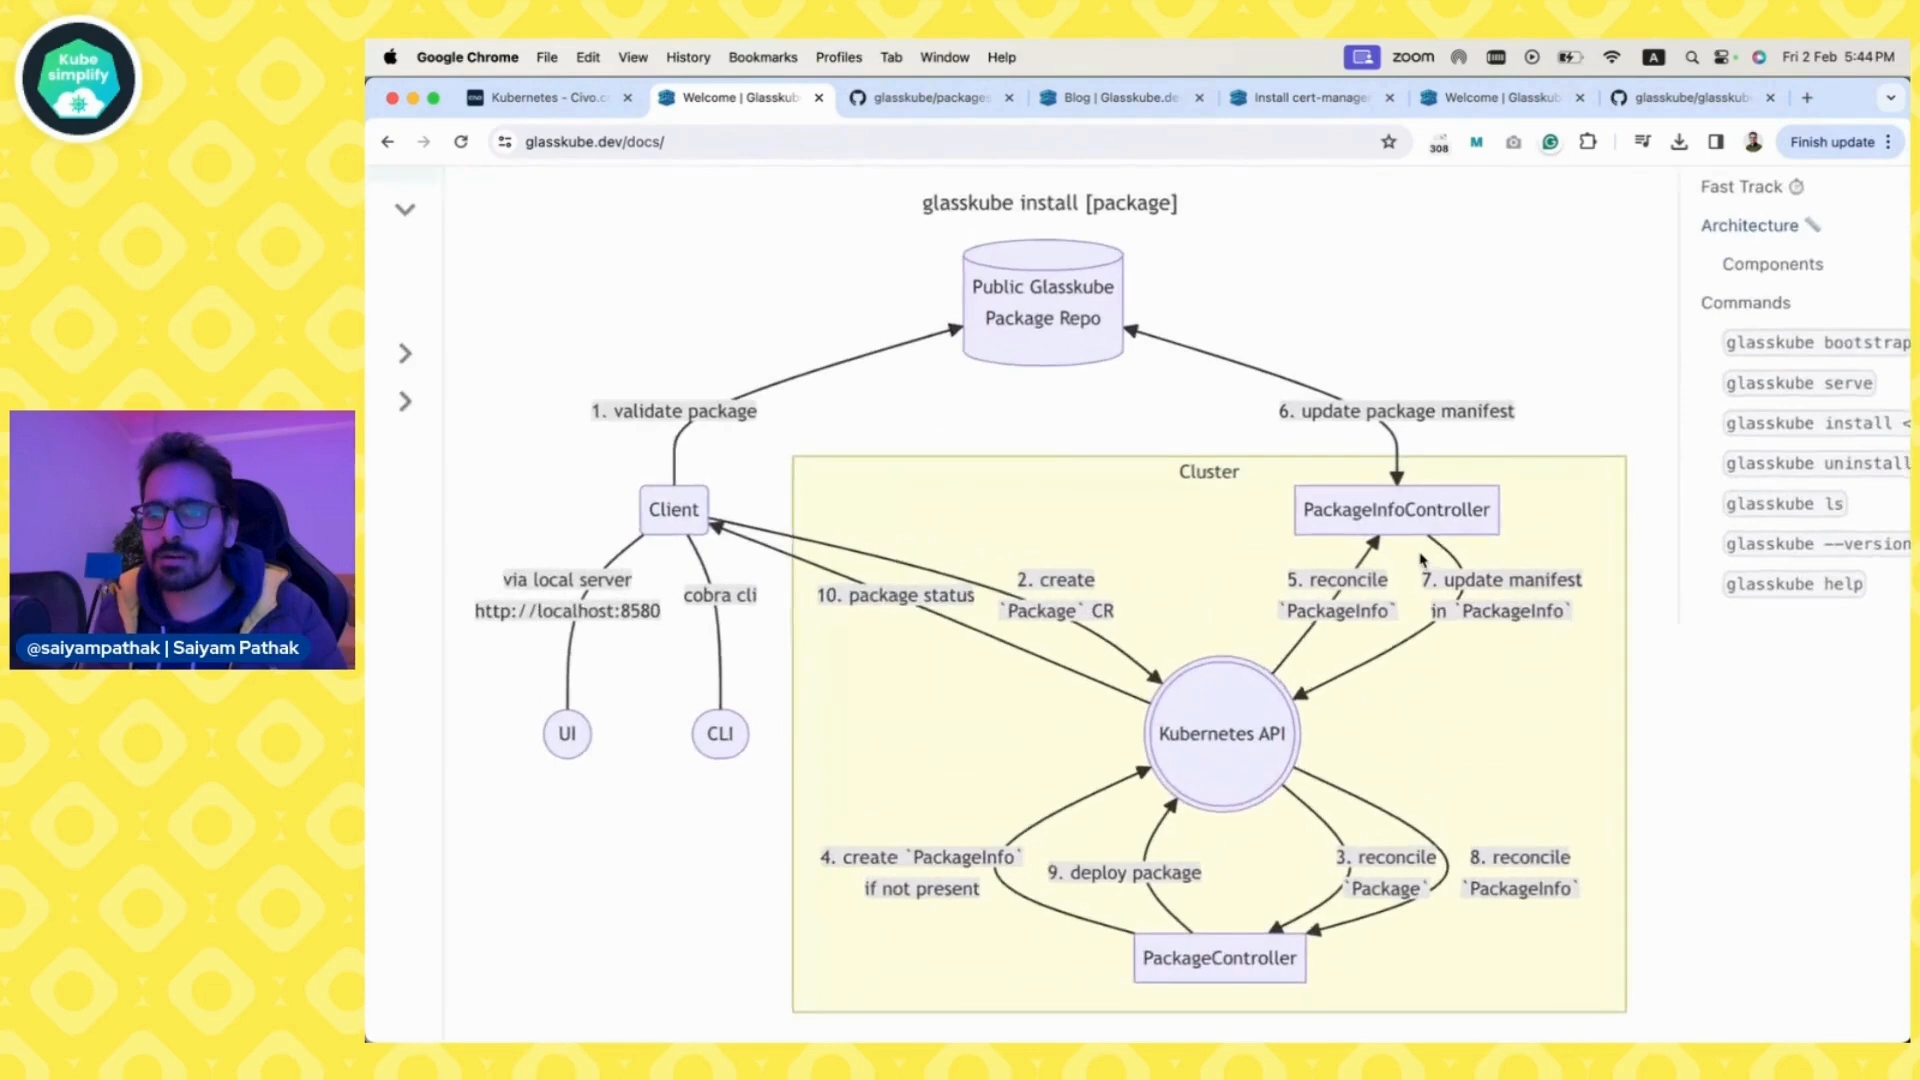 Kube
simplify
Google Chrome File Edit View History Bookmarks Profiles Tab Window Help
zoom
A
Fri 2 Feb 5:44 PM
Kubernetes - Civo.c
Welcome | Glasskub
glasskube/packages
Blog | Glasskube.de
Install cert-manage
Welcome | Glasskub
glasskube/glasskub
glasskube.dev/docs/
308
M
Finish update
glasskube install [package]
Public Glasskube
Package Repo
1. validate package
6. update package manifest
Cluster
Client
PackageInfoController
via local server
http://localhost:8580
cobra cli
10. package status
2. create
`Package` CR
5. reconcile
`PackageInfo`
7. update manifest
in `PackageInfo`
UI
CLI
Kubernetes API
4. create `PackageInfo`
if not present
9. deploy package
3. reconcile
`Package`
8. reconcile
`PackageInfo`
PackageController
Fast Track
Architecture
Components
Commands
glasskube bootstrap
glasskube serve
glasskube install <
glasskube uninstall
glasskube ls
glasskube --version
glasskube help
@saiyampathak | Saiyam Pathak